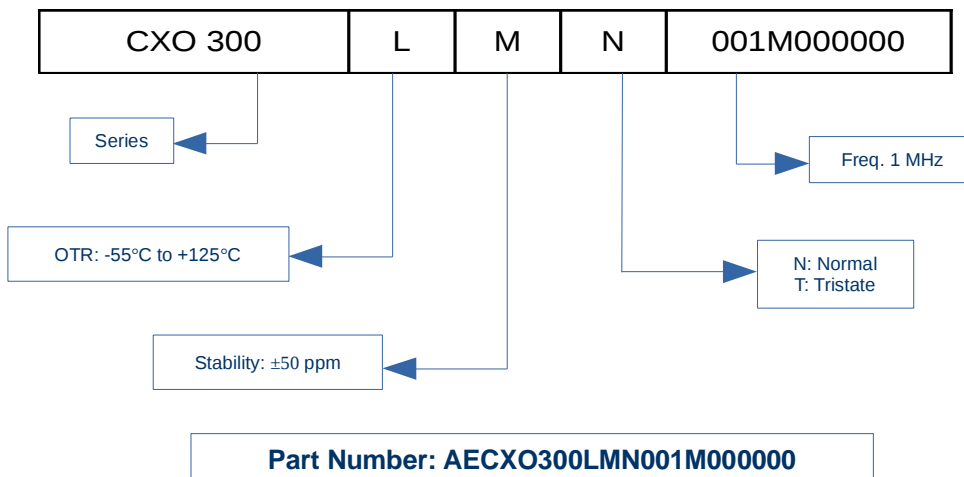 CXO 300 L M N 001M000000
Series
Freq. 1 MHz
OTR: -55°C to +125°C
N: Normal
T: Tristate
Stability: ±50 ppm
Part Number: AECXO300LMN001M000000